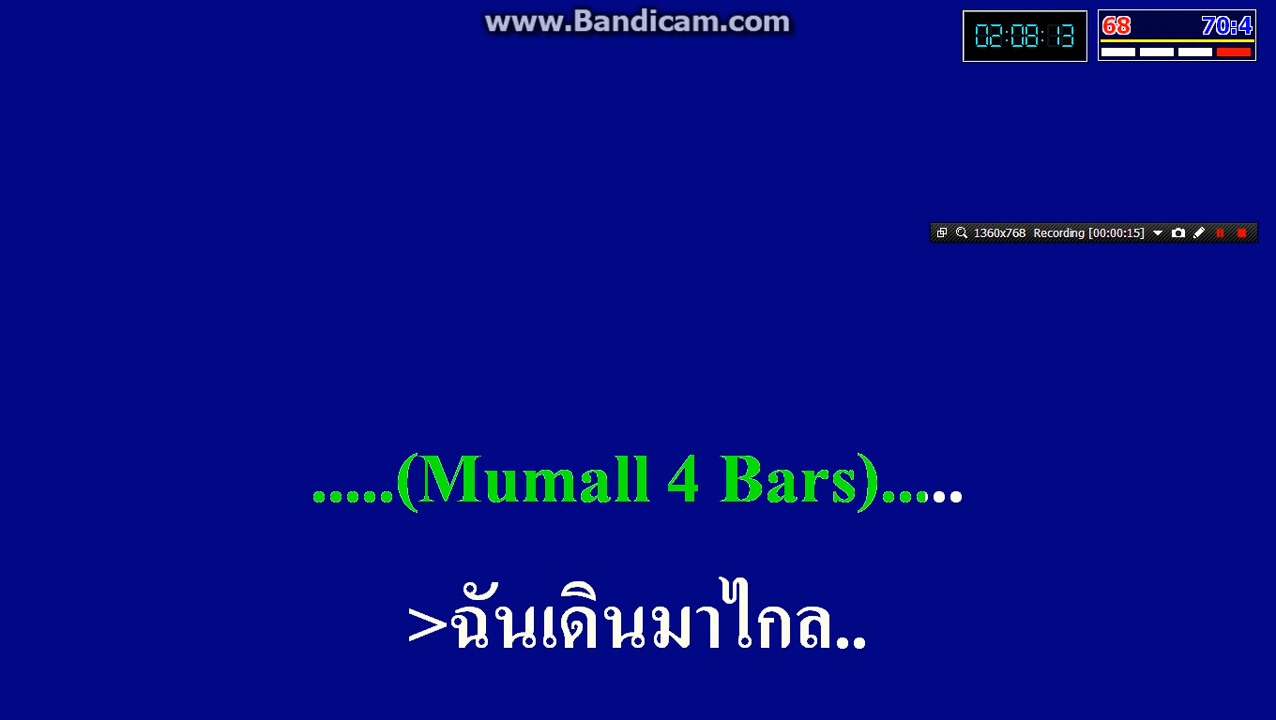 www.Bandicam.com
02:08:13
68 70:4
1360x768 Recording [00:00:15]
.....(Mumall 4 Bars).....
>ฉันเดินมาไกล..